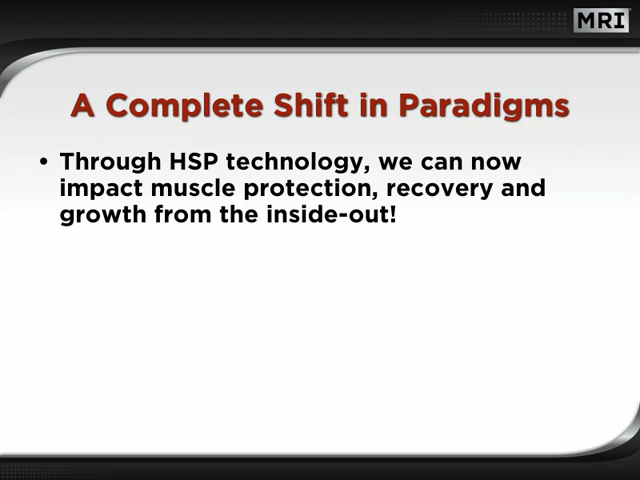 MRI
A Complete Shift in Paradigms
• Through HSP technology, we can now
impact muscle protection, recovery and
growth from the inside-out!